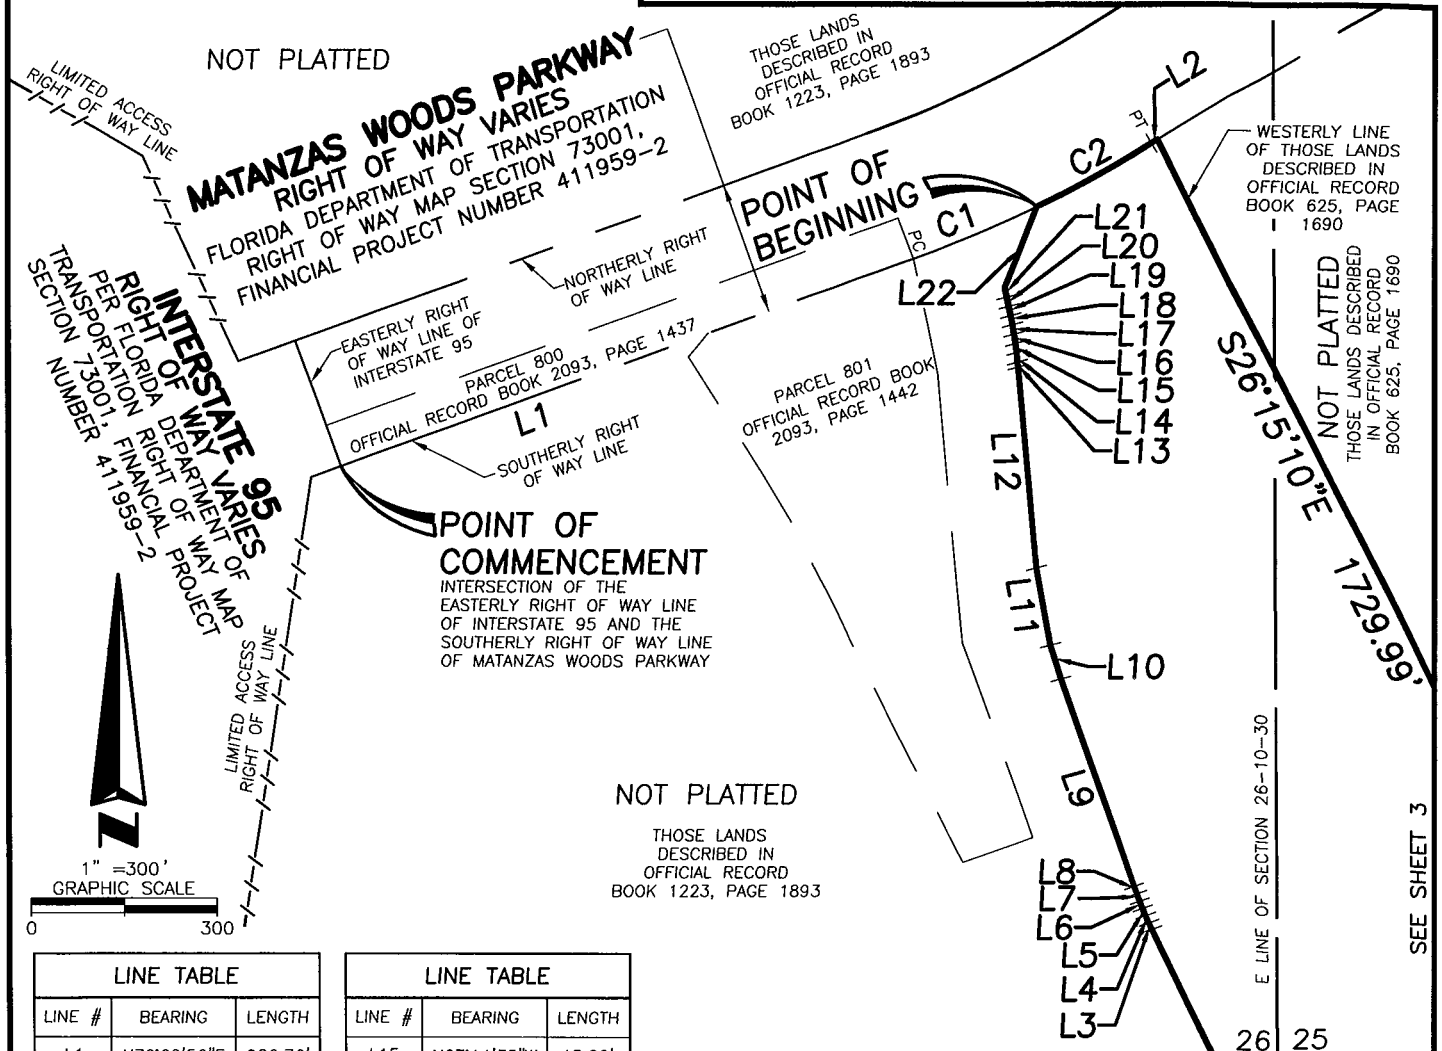 NOT PLATTED
LIMITED ACCESS
RIGHT OF WAY LINE
MATANZAS WOODS PARKWAY
RIGHT OF WAY VARIES
FLORIDA DEPARTMENT OF TRANSPORTATION
RIGHT OF WAY MAP SECTION 73001,
FINANCIAL PROJECT NUMBER 411959-2
THOSE LANDS
DESCRIBED IN
OFFICIAL RECORD
BOOK 1223, PAGE 1893
L2
PT
C2
WESTERLY LINE
OF THOSE LANDS
DESCRIBED IN
OFFICIAL RECORD
BOOK 625, PAGE
1690
POINT OF
BEGINNING
PC
C1
L21
L20
L19
L18
L17
L16
L15
L14
L13
L22
NORTHERLY RIGHT
OF WAY LINE
EASTERLY RIGHT
OF WAY LINE OF
INTERSTATE 95
PARCEL 800
OFFICIAL RECORD BOOK 2093, PAGE 1437
L1
SOUTHERLY RIGHT
OF WAY LINE
PARCEL 801
OFFICIAL RECORD BOOK
2093, PAGE 1442
NOT PLATTED
THOSE LANDS DESCRIBED
IN OFFICIAL RECORD
BOOK 625, PAGE 1690
S26°15'10"E 1729.99'
INTERSTATE 95
RIGHT OF WAY VARIES
PER FLORIDA DEPARTMENT OF
TRANSPORTATION RIGHT OF WAY MAP
SECTION 73001, FINANCIAL PROJECT
NUMBER 411959-2
POINT OF
COMMENCEMENT
INTERSECTION OF THE
EASTERLY RIGHT OF WAY LINE
OF INTERSTATE 95 AND THE
SOUTHERLY RIGHT OF WAY LINE
OF MATANZAS WOODS PARKWAY
L12
L11
L10
L9
LIMITED ACCESS
RIGHT OF WAY LINE
N
1" =300'
GRAPHIC SCALE
0 300
NOT PLATTED
THOSE LANDS
DESCRIBED IN
OFFICIAL RECORD
BOOK 1223, PAGE 1893
L8
L7
L6
L5
L4
L3
E LINE OF SECTION 26-10-30
SEE SHEET 3
26 25
LINE TABLE
LINE # BEARING LENGTH
LINE TABLE
LINE # BEARING LENGTH